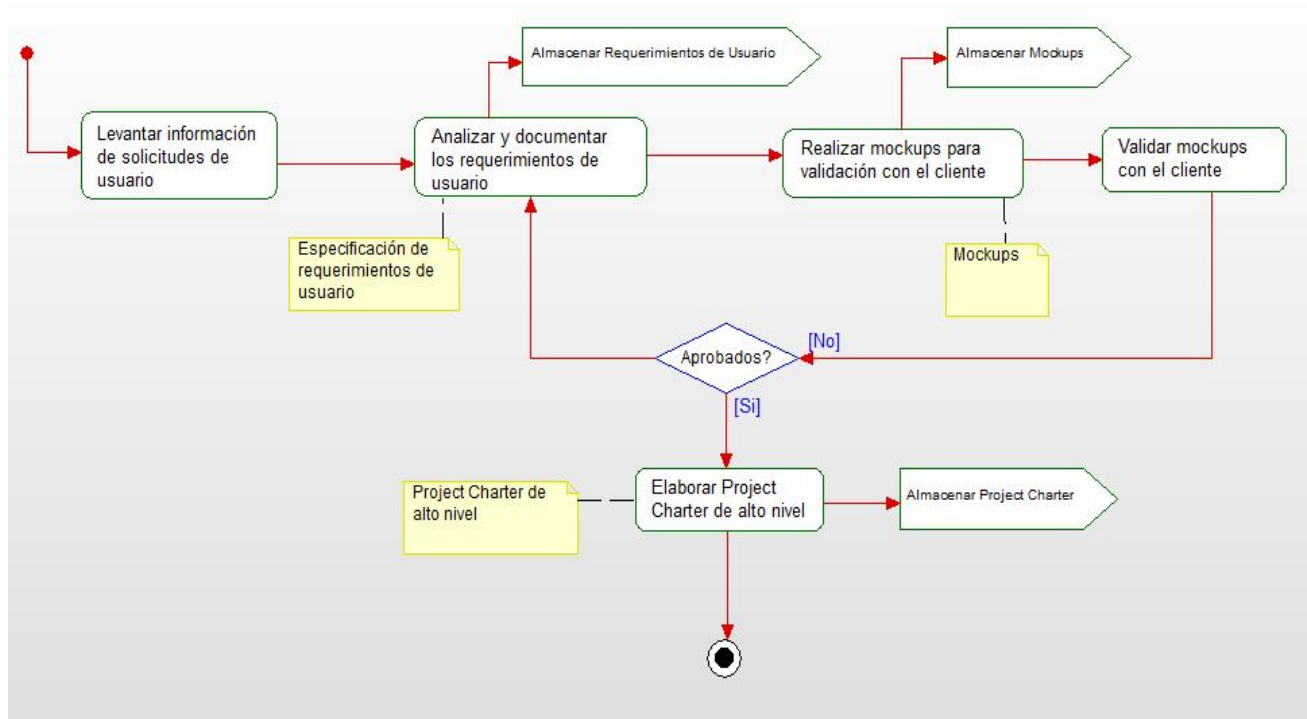 Almacenar Requerimientos de Usuario
Almacenar Mockups
Levantar información
de solicitudes de
usuario
Analizar y documentar
los requerimientos de
usuario
Realizar mockups para
validación con el cliente
Validar mockups
con el cliente
Especificación de
requerimientos de
usuario
Mockups
Aprobados?
[No]
[Si]
Project Charter de
alto nivel
Elaborar Project
Charter de alto nivel
Almacenar Project Charter